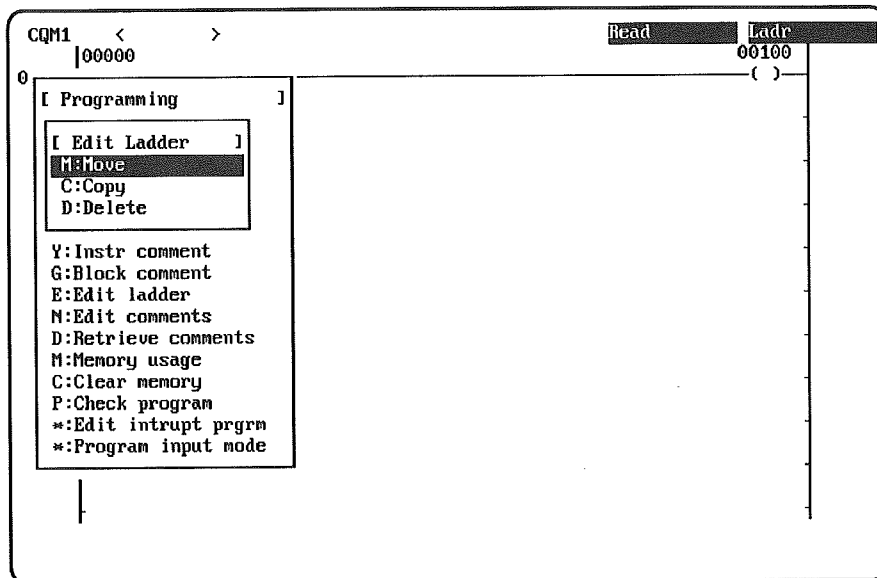 CQM1 < > Read Ladr
00000 00100
0 ( )
[ Programming ]
[ Edit Ladder ]
M:Move
C:Copy
D:Delete
Y:Instr comment
G:Block comment
E:Edit ladder
N:Edit comments
D:Retrieve comments
M:Memory usage
C:Clear memory
P:Check program
*:Edit intrupt prgrm
*:Program input mode